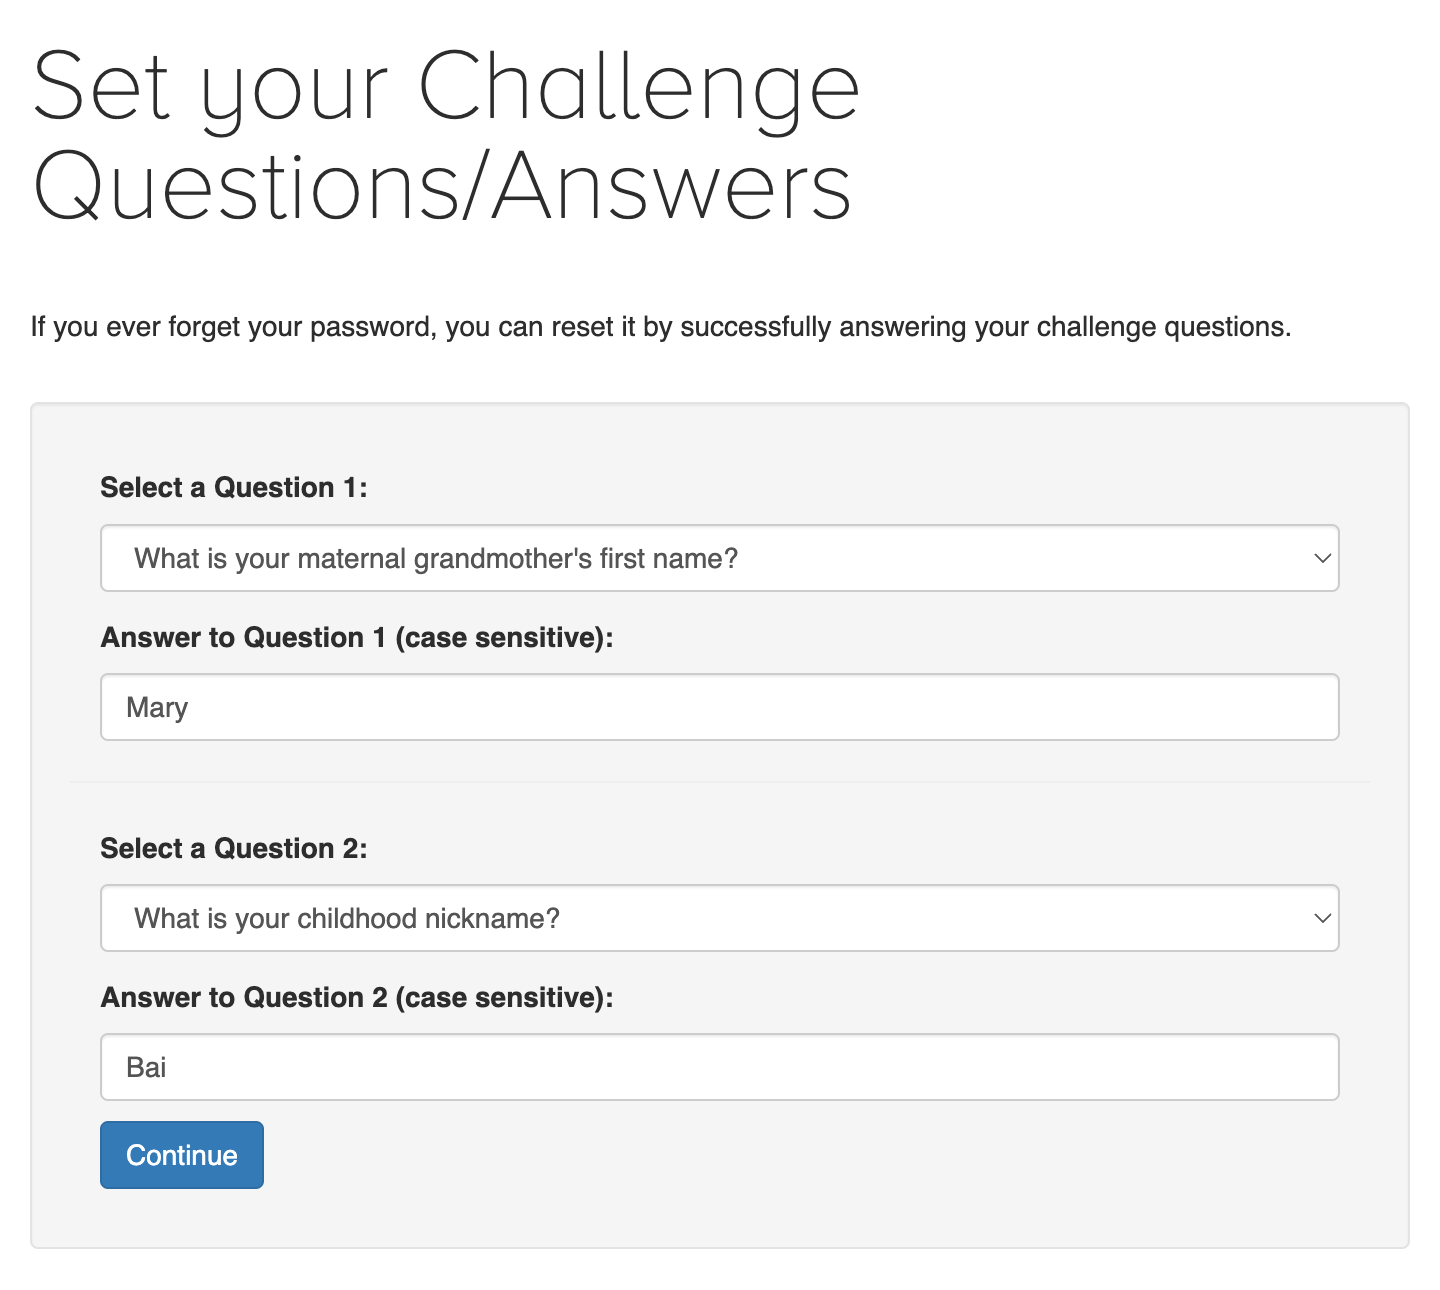 Set your Challenge
Questions/Answers
If you ever forget your password, you can reset it by successfully answering your challenge questions.
Select a Question 1:
What is your maternal grandmother's first name?
Answer to Question 1 (case sensitive):
Mary
Select a Question 2:
What is your childhood nickname?
Answer to Question 2 (case sensitive):
Bai
Continue